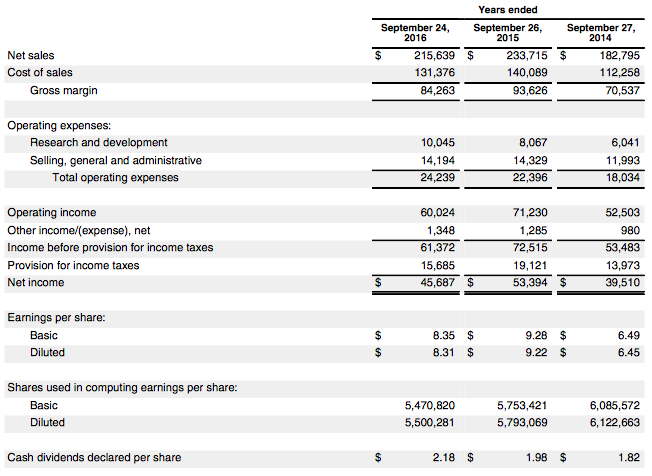 Years ended
September 24, 2016 September 26, 2015 September 27, 2014
Net sales $ 215,639 $ 233,715 $ 182,795
Cost of sales 131,376 140,089 112,258
Gross margin 84,263 93,626 70,537
Operating expenses:
Research and development 10,045 8,067 6,041
Selling, general and administrative 14,194 14,329 11,993
Total operating expenses 24,239 22,396 18,034
Operating income 60,024 71,230 52,503
Other income/(expense), net 1,348 1,285 980
Income before provision for income taxes 61,372 72,515 53,483
Provision for income taxes 15,685 19,121 13,973
Net income $ 45,687 $ 53,394 $ 39,510
Earnings per share:
Basic $ 8.35 $ 9.28 $ 6.49
Diluted $ 8.31 $ 9.22 $ 6.45
Shares used in computing earnings per share:
Basic 5,470,820 5,753,421 6,085,572
Diluted 5,500,281 5,793,069 6,122,663
Cash dividends declared per share $ 2.18 $ 1.98 $ 1.82